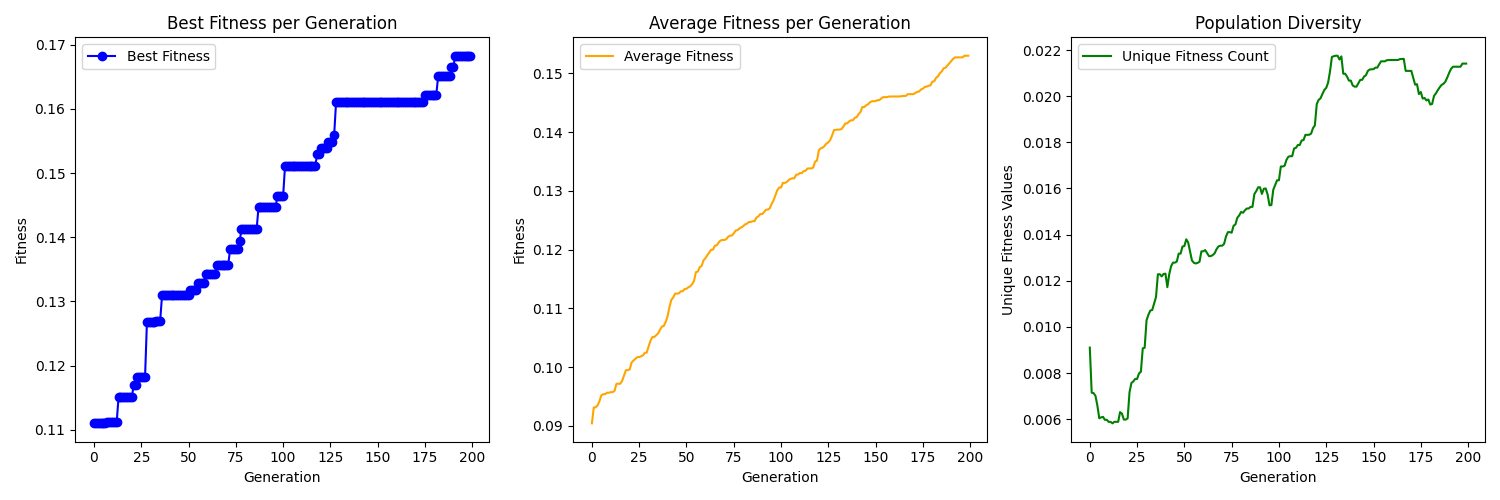 Best Fitness per Generation
Best Fitness
Fitness
0.17
0.16
0.15
0.14
0.13
0.12
0.11
0 25 50 75 100 125 150 175 200
Generation
Average Fitness per Generation
Average Fitness
Fitness
0.15
0.14
0.13
0.12
0.11
0.10
0.09
0 25 50 75 100 125 150 175 200
Generation
Population Diversity
Unique Fitness Count
Unique Fitness Values
0.022
0.020
0.018
0.016
0.014
0.012
0.010
0.008
0.006
0 25 50 75 100 125 150 175 200
Generation